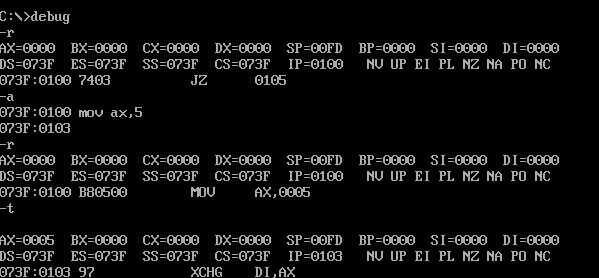 C:\>debug
-r
AX=0000 BX=0000 CX=0000 DX=0000 SP=00FD BP=0000 SI=0000 DI=0000
DS=073F ES=073F SS=073F CS=073F IP=0100 NV UP EI PL NZ NA PO NC
073F:0100 7403 JZ 0105
-a
073F:0100 mov ax,5
073F:0103
-r
AX=0000 BX=0000 CX=0000 DX=0000 SP=00FD BP=0000 SI=0000 DI=0000
DS=073F ES=073F SS=073F CS=073F IP=0100 NV UP EI PL NZ NA PO NC
073F:0100 B80500 MOV AX,0005
-t
AX=0005 BX=0000 CX=0000 DX=0000 SP=00FD BP=0000 SI=0000 DI=0000
DS=073F ES=073F SS=073F CS=073F IP=0103 NV UP EI PL NZ NA PO NC
073F:0103 97 XCHG DI,AX